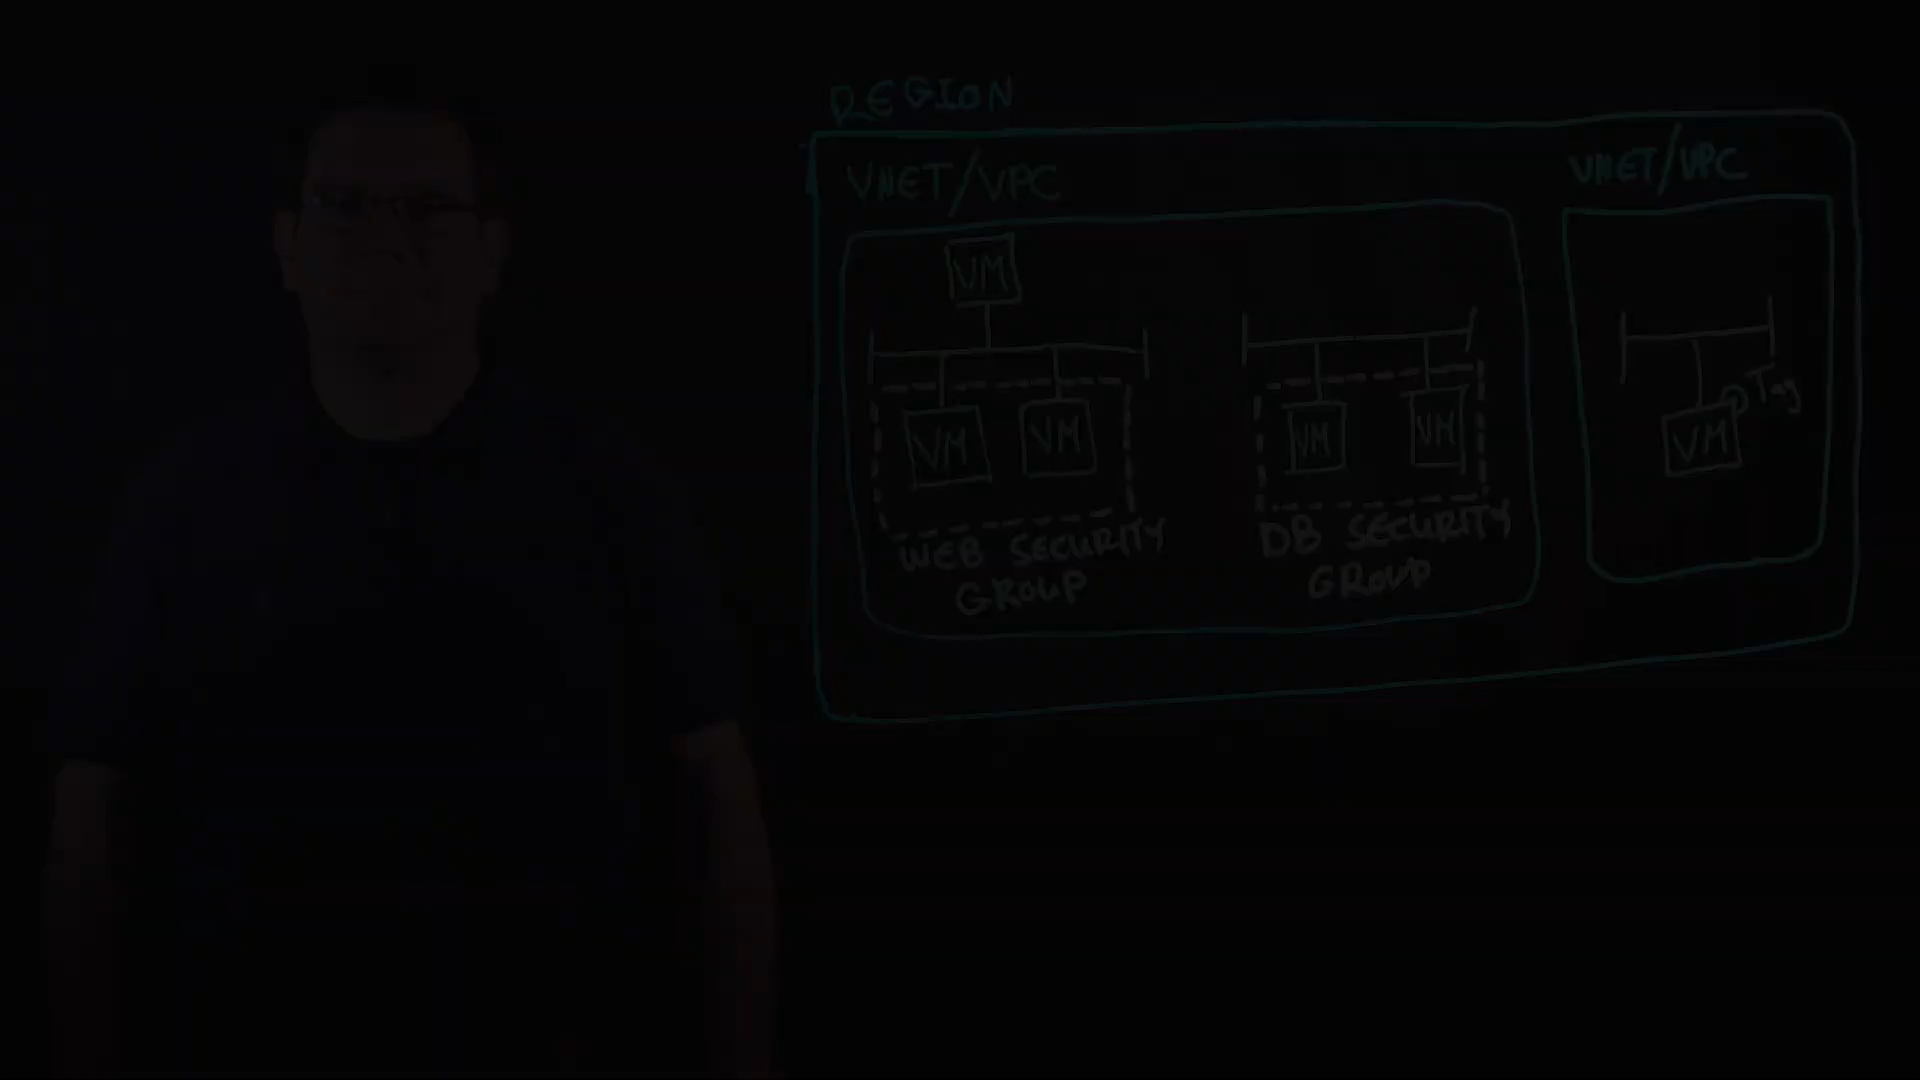 REGION
VNET/VPC
VNET/VPC
VM
Tag
VM
VM
VM
VM
VM
WEB SECURITY
GROUP
DB SECURITY
GROUP